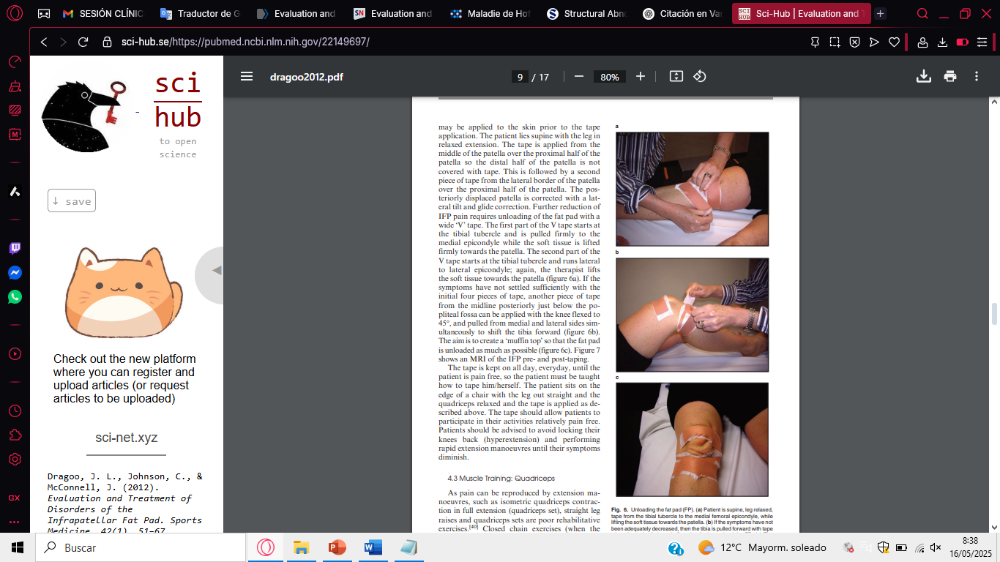 SESIÓN CLÍNIC
Traductor de G
Evaluation and
SN Evaluation and
Maladie de Hof
Structural Abno
Citación en Van
Sci-Hub | Evaluation and T
sci-hub.se/https://pubmed.ncbi.nlm.nih.gov/22149697/
sci
hub
to open
science
↓ save
Check out the new platform
where you can register and
upload articles (or request
articles to be uploaded)
sci-net.xyz
Dragoo, J. L., Johnson, C., &
McConnell, J. (2012).
Evaluation and Treatment of
Disorders of the
Infrapatellar Fat Pad. Sports
Medicine, 42(1), 51–67.
dragoo2012.pdf
9 / 17
80%
may be applied to the skin prior to the tape
application. The patient lies supine with the leg in
relaxed extension. The tape is applied from the
middle of the patella over the proximal half of the
patella so the distal half of the patella is not
covered with tape. This is followed by a second
piece of tape from the lateral border of the patella
over the proximal half of the patella. The pos-
teriorly displaced patella is corrected with a lat-
eral tilt and glide correction. Further reduction of
IFP pain requires unloading of the fat pad with a
wide ‘V’ tape. The first part of the V tape starts at
the tibial tubercle and is pulled firmly to the
medial epicondyle while the soft tissue is lifted
firmly towards the patella. The second part of the
V tape starts at the tibial tubercle and runs lateral
to lateral epicondyle; again, the therapist lifts
the soft tissue towards the patella (figure 6a). If the
symptoms have not settled sufficiently with the
initial four pieces of tape, another piece of tape
from the midline posteriorly just below the po-
pliteal fossa can be applied with the knee flexed to
45°, and pulled from medial and lateral sides sim-
ultaneously to shift the tibia forward (figure 6b).
The aim is to create a ‘muffin top’ so that the fat pad
is unloaded as much as possible (figure 6c). Figure 7
shows an MRI of the IFP pre- and post-taping.
The tape is kept on all day, everyday, until the
patient is pain free, so the patient must be taught
how to tape him/herself. The patient sits on the
edge of a chair with the leg out straight and the
quadriceps relaxed and the tape is applied as de-
scribed above. The tape should allow patients to
participate in their activities relatively pain free.
Patients should be advised to avoid locking their
knees back (hyperextension) and performing
rapid extension manoeuvres until their symptoms
diminish.
4.3 Muscle Training: Quadriceps
As pain can be reproduced by extension ma-
noeuvres, such as isometric quadriceps contrac-
tion in full extension (quadriceps set), straight leg
raises and quadriceps sets are poor rehabilitative
exercises.[40] Closed chain exercises (when the
a
b
c
Fig. 6. Unloading the fat pad (FP). (a) Patient is supine, leg relaxed,
tape from the tibial tubercle to the medial femoral epicondyle, while
lifting the soft tissue towards the patella. (b) If the symptoms have not
been adequately decreased, then the tibia is pulled forward with tape
GX
Buscar
12°C Mayorm. soleado
8:38
16/05/2025